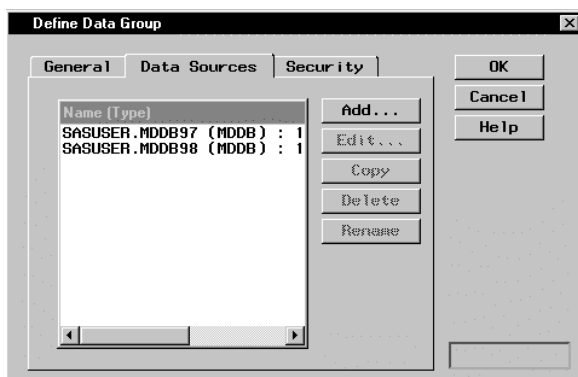 Define Data Group
General
Data Sources
Security
Name (Type)
SASUSER.MDDB97 (MDDB) : 1
SASUSER.MDDB98 (MDDB) : 1
Add...
Edit...
Copy
Delete
Rename
OK
Cancel
Help